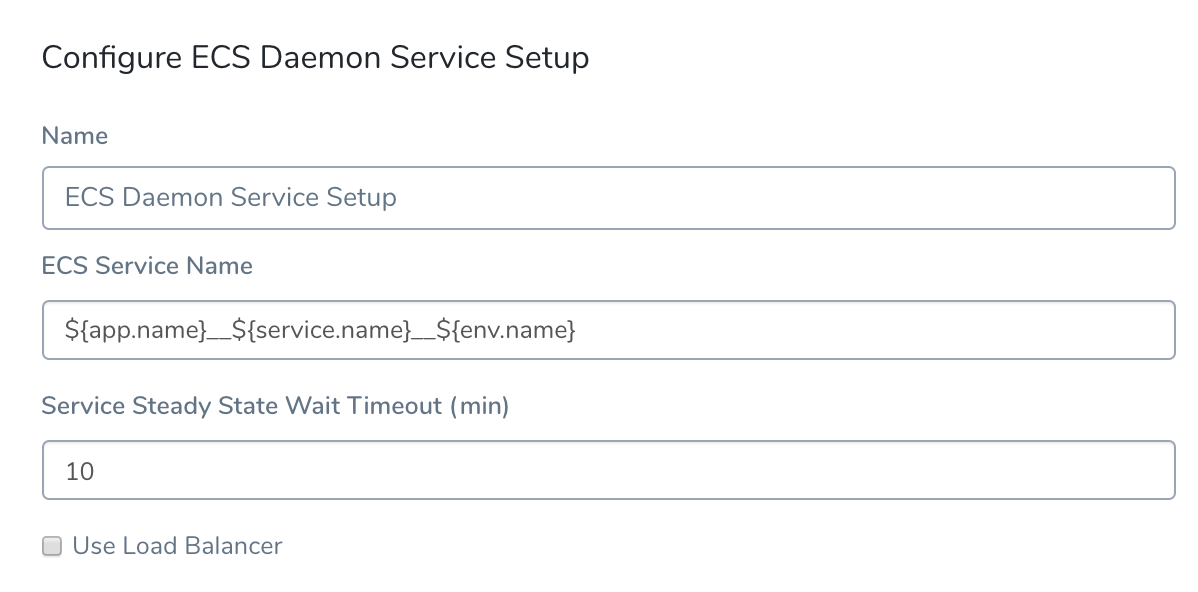 Configure ECS Daemon Service Setup
Name
ECS Daemon Service Setup
ECS Service Name
${app.name}__${service.name}__${env.name}
Service Steady State Wait Timeout (min)
10
Use Load Balancer